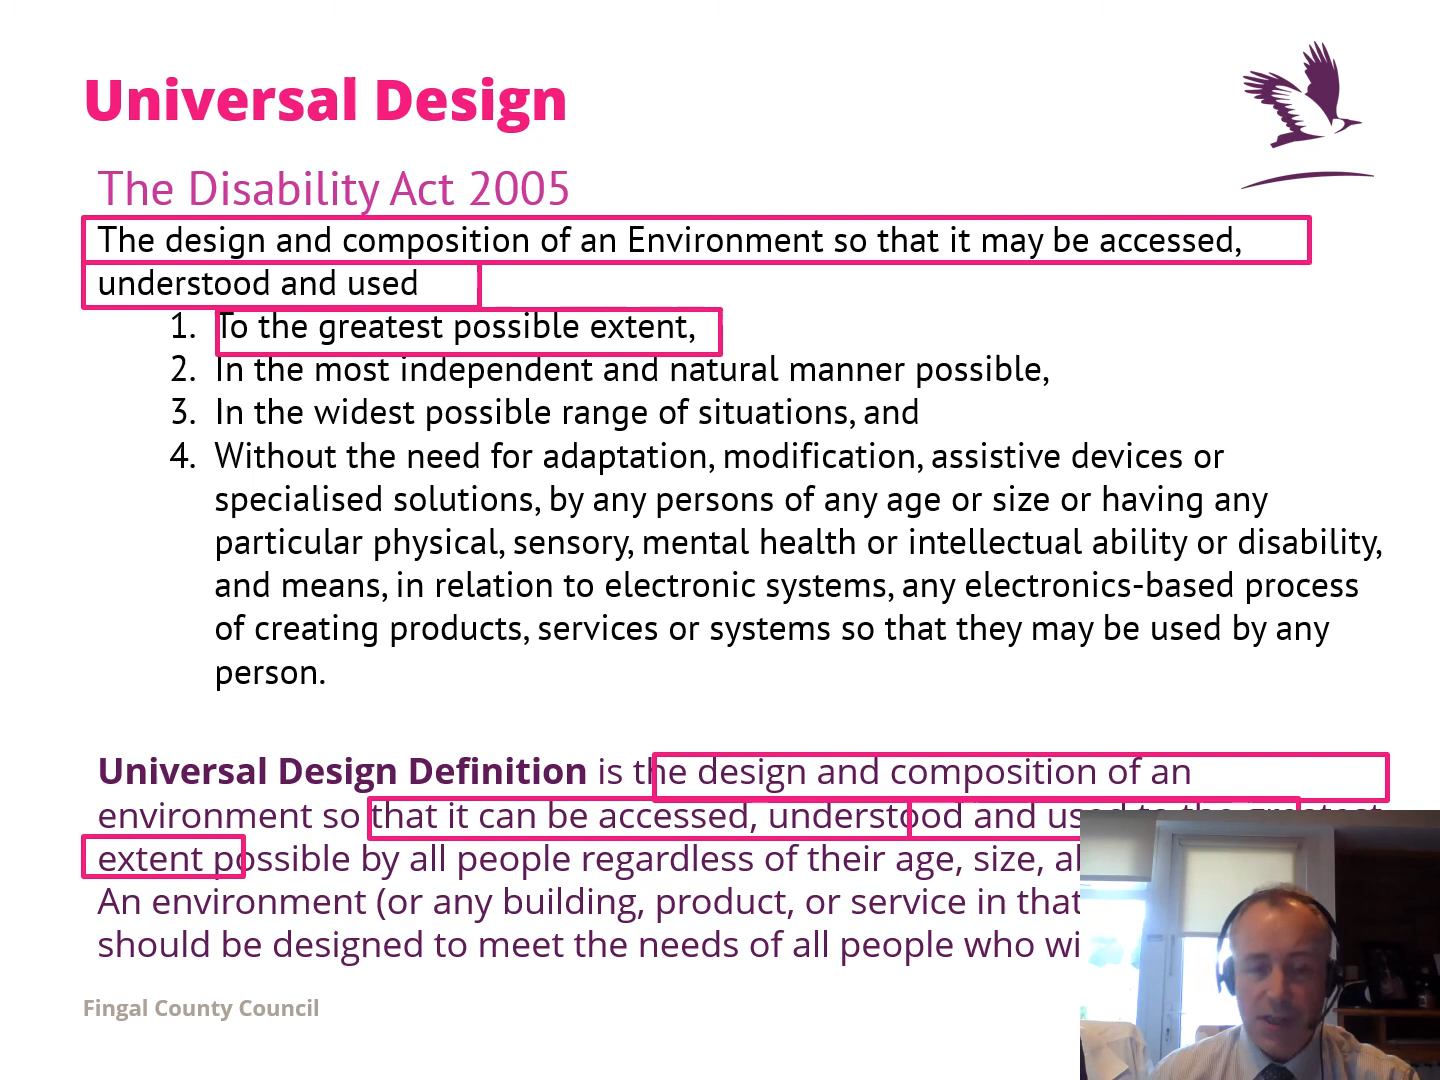 Universal Design
The Disability Act 2005
The design and composition of an Environment so that it may be accessed,
understood and used
1. To the greatest possible extent,
2. In the most independent and natural manner possible,
3. In the widest possible range of situations, and
4. Without the need for adaptation, modification, assistive devices or
specialised solutions, by any persons of any age or size or having any
particular physical, sensory, mental health or intellectual ability or disability,
and means, in relation to electronic systems, any electronics-based process
of creating products, services or systems so that they may be used by any
person.
Universal Design Definition is the design and composition of an
environment so that it can be accessed, understood and used to the greatest
extent possible by all people regardless of their age, size,
An environment (or any building, product, or service in that
should be designed to meet the needs of all people who
Fingal County Council